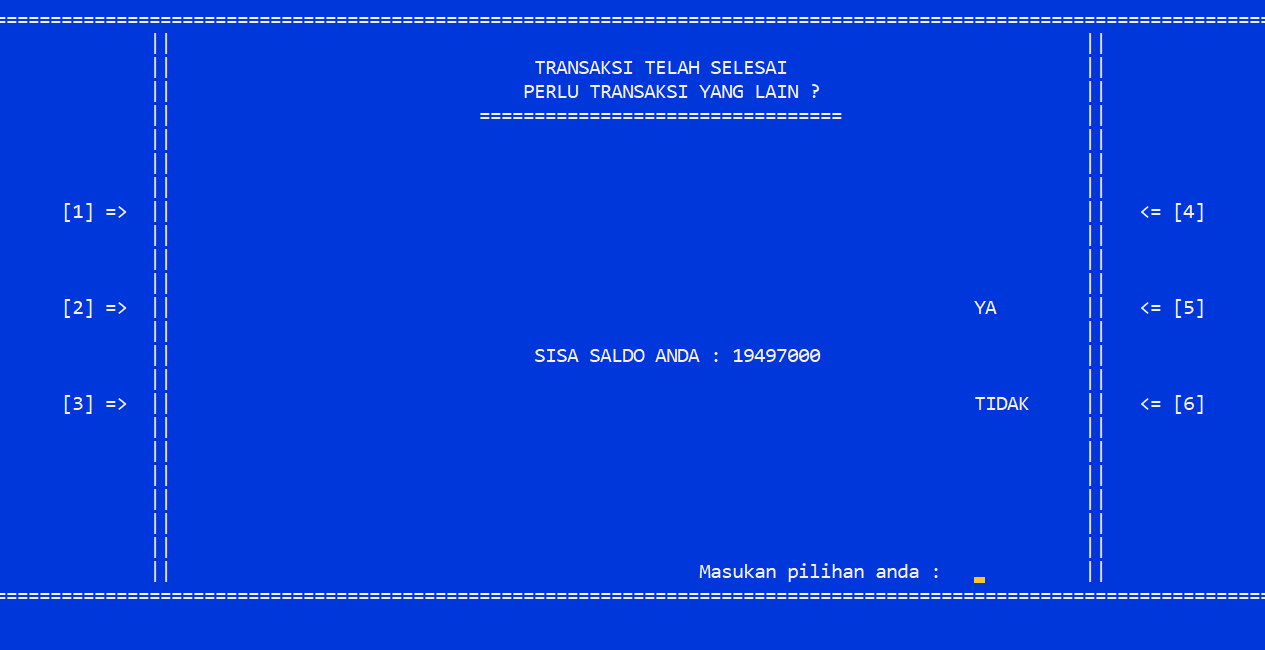 TRANSAKSI TELAH SELESAI
PERLU TRANSAKSI YANG LAIN ?
=================================
[1] => <= [4]
[2] => YA <= [5]
SISA SALDO ANDA : 19497000
[3] => TIDAK <= [6]
Masukan pilihan anda :